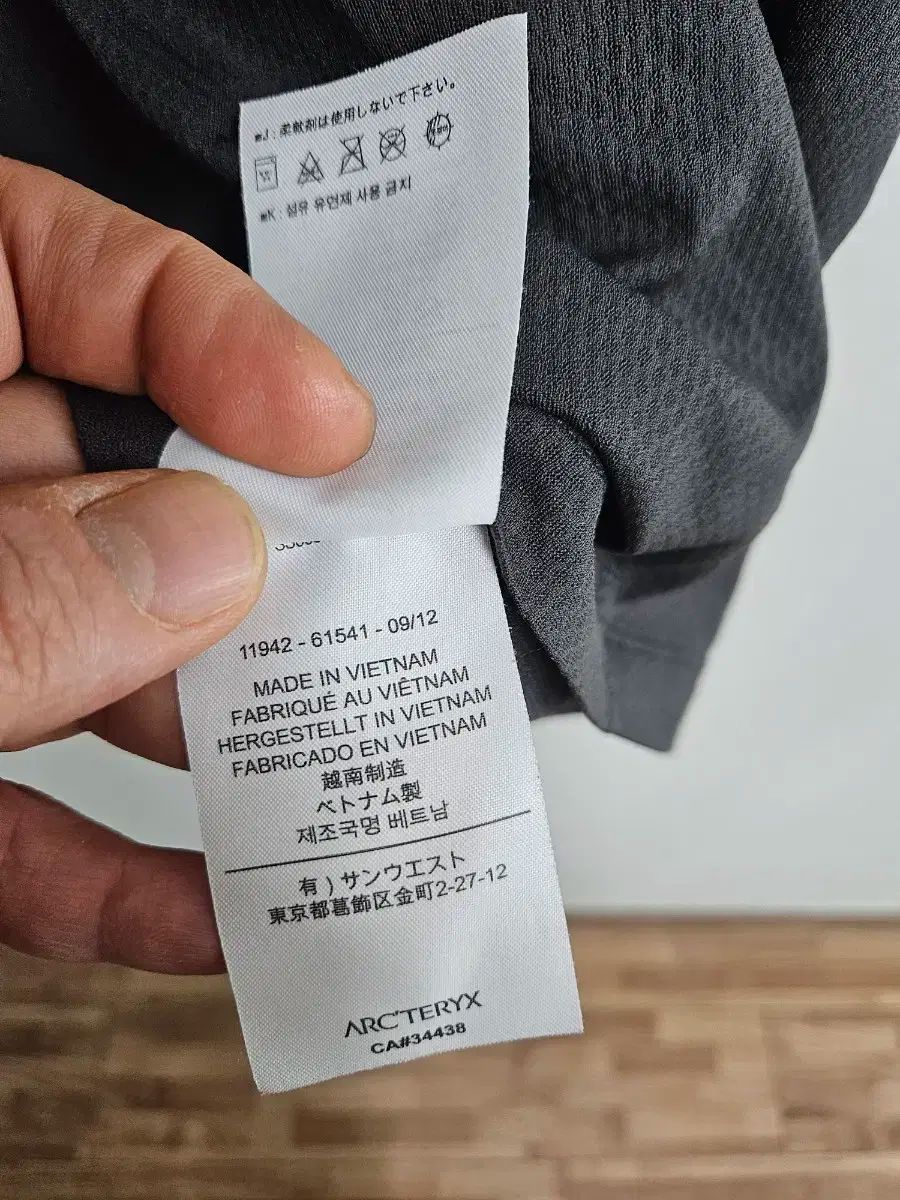 ■J : 柔軟剤は使用しないで下さい。
■K : 섬유 유연제 사용 금지
11942 - 61541 - 09/12
MADE IN VIETNAM
FABRIQUÉ AU VIÊTNAM
HERGESTELLT IN VIETNAM
FABRICADO EN VIETNAM
越南制造
ベトナム製
제조국명 베트남
有 ) サンウエスト
東京都葛飾区金町2-27-12
ARC'TERYX
CA#34438